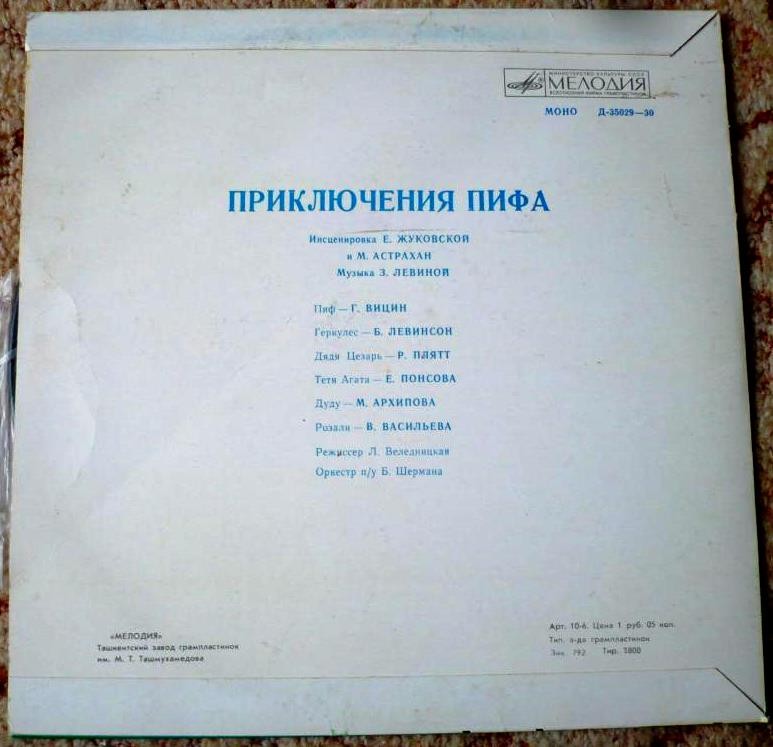 МИНИСТЕРСТВО КУЛЬТУРЫ СССР
МЕЛОДИЯ
ВСЕСОЮЗНАЯ ФИРМА ГРАМПЛАСТИНОК
МОНО Д-35029—30
ПРИКЛЮЧЕНИЯ ПИФА
Инсценировка Е. ЖУКОВСКОЙ
и М. АСТРАХАН
Музыка З. ЛЕВИНОЙ
Пиф — Г. ВИЦИН
Геркулес — Б. ЛЕВИНСОН
Дядя Цезарь — Р. ПЛЯТТ
Тетя Агата — Е. ПОНСОВА
Дуду — М. АРХИПОВА
Розали — В. ВАСИЛЬЕВА
Режиссер Л. Веледницкая
Оркестр п/у Б. Шермана
«МЕЛОДИЯ»
Ташкентский завод грампластинок
им. М. Т. Ташмухамедова
Арт. 10-6. Цена 1 руб. 05 коп.
Тип. з-да грампластинок
Зак. 792 Тир. 5800